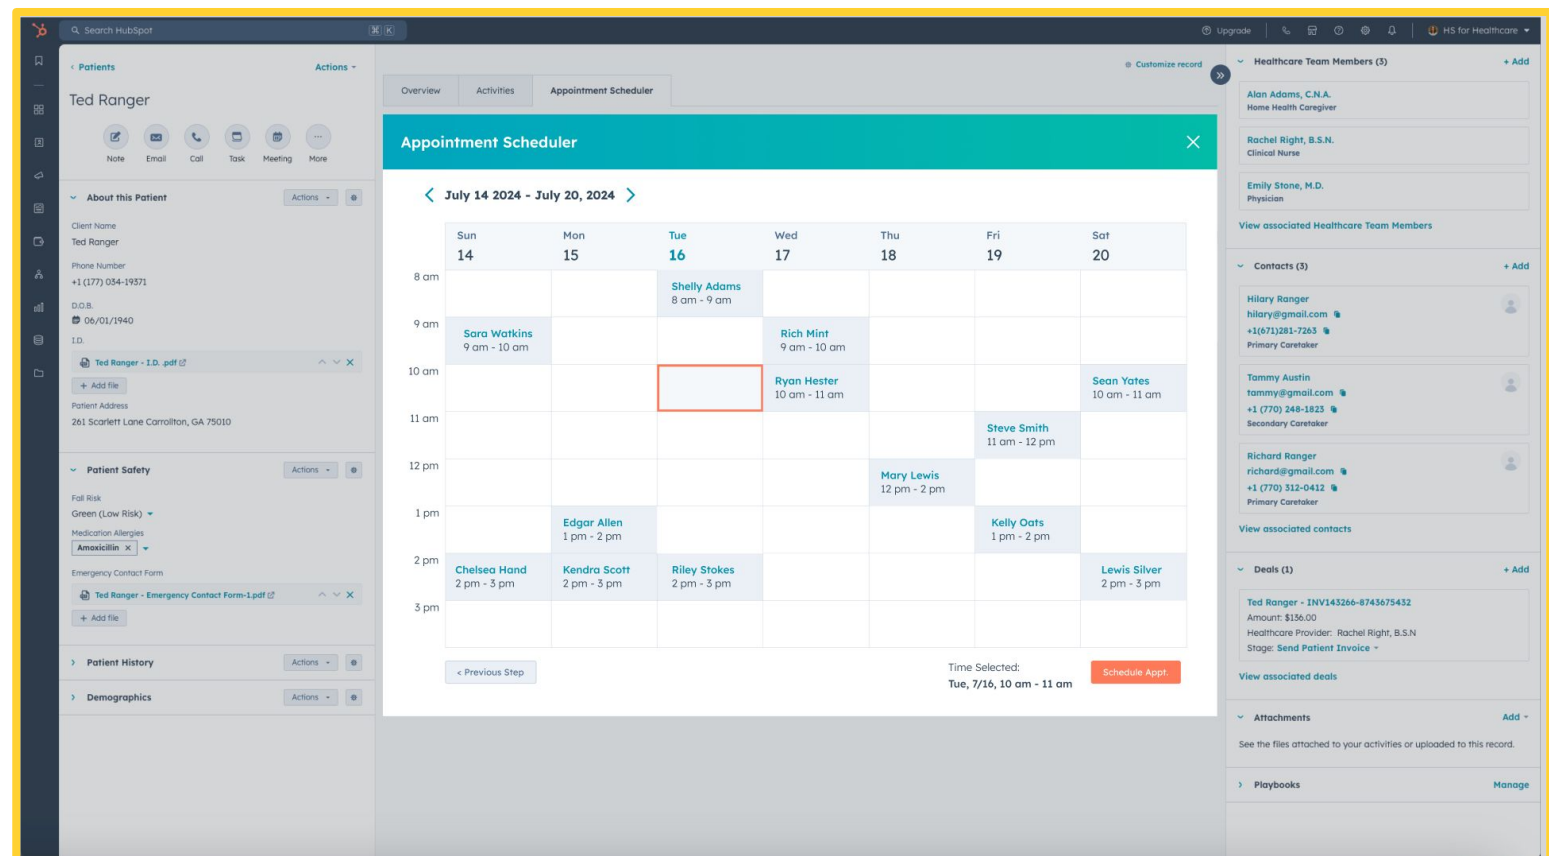 Search HubSpot
⌘ K
Upgrade
HS for Healthcare
Patients
Actions
Ted Ranger
Note Email Call Task Meeting More
About this Patient
Actions
Client Name
Ted Ranger
Phone Number
+1 (177) 034-19371
D.O.B.
06/01/1940
I.D.
Ted Ranger - I.D. .pdf
+ Add file
Patient Address
261 Scarlett Lane Carrollton, GA 75010
Patient Safety
Actions
Fall Risk
Green (Low Risk)
Medication Allergies
Amoxicillin ×
Emergency Contact Form
Ted Ranger - Emergency Contact Form-1.pdf
+ Add file
Patient History
Actions
Demographics
Actions
Customize record
Overview Activities Appointment Scheduler
Appointment Scheduler
July 14 2024 - July 20, 2024
Sun Mon Tue Wed Thu Fri Sat
14 15 16 17 18 19 20
8 am
Shelly Adams
8 am - 9 am
9 am
Sara Watkins Rich Mint
9 am - 10 am 9 am - 10 am
10 am
Ryan Hester Sean Yates
10 am - 11 am 10 am - 11 am
11 am
Steve Smith
11 am - 12 pm
12 pm
Mary Lewis
12 pm - 2 pm
1 pm
Edgar Allen Kelly Oats
1 pm - 2 pm 1 pm - 2 pm
2 pm
Chelsea Hand Kendra Scott Riley Stokes Lewis Silver
2 pm - 3 pm 2 pm - 3 pm 2 pm - 3 pm 2 pm - 3 pm
3 pm
< Previous Step
Time Selected:
Tue, 7/16, 10 am - 11 am
Schedule Appt.
Healthcare Team Members (3)
+ Add
Alan Adams, C.N.A.
Home Health Caregiver
Rachel Right, B.S.N.
Clinical Nurse
Emily Stone, M.D.
Physician
View associated Healthcare Team Members
Contacts (3)
+ Add
Hilary Ranger
hilary@gmail.com
+1(671)281-7263
Primary Caretaker
Tammy Austin
tammy@gmail.com
+1 (770) 248-1823
Secondary Caretaker
Richard Ranger
richard@gmail.com
+1 (770) 312-0412
Primary Caretaker
View associated contacts
Deals (1)
+ Add
Ted Ranger - INV143266-8743675432
Amount: $136.00
Healthcare Provider: Rachel Right, B.S.N
Stage: Send Patient Invoice
View associated deals
Attachments
Add
See the files attached to your activities or uploaded to this record.
Playbooks
Manage